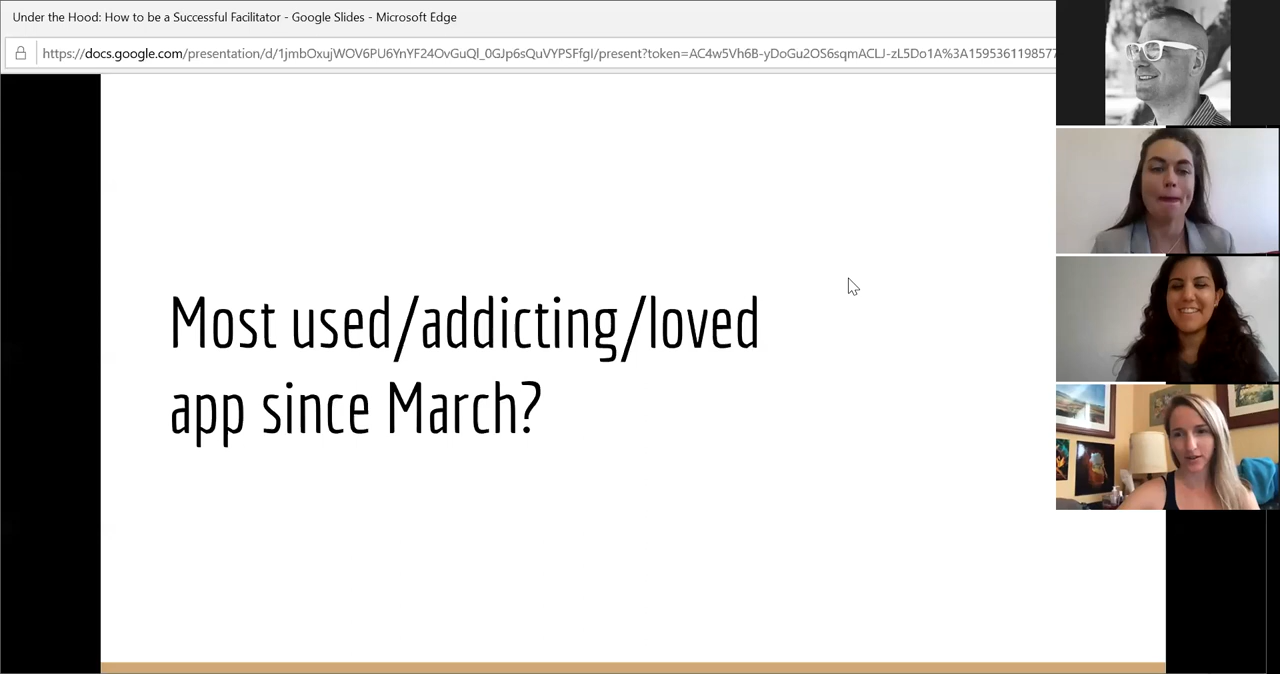 Under the Hood: How to be a Successful Facilitator - Google Slides - Microsoft Edge
https://docs.google.com/presentation/d/1jmbOxujWOV6PU6YnYF24OvGuQl_0GJp6sQuVYPSFfgI/present?token=AC4w5Vh6B-yDoGu2OS6sqmACLJ-zL5Do1A%3A1595361198577
Most used/addicting/loved
app since March?